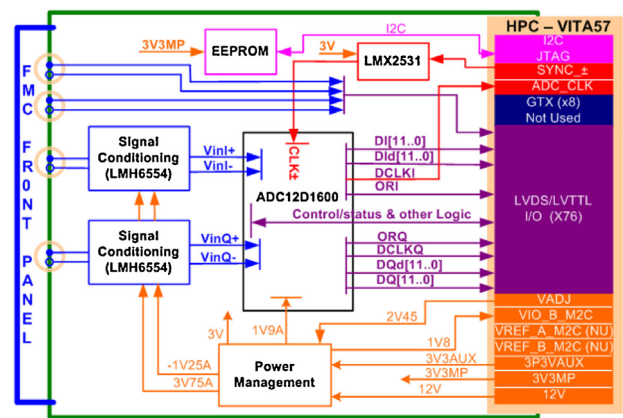 HPC – VITA57
I2C
I2C
JTAG
3V3MP
EEPROM
3V
LMX2531
SYNC_±
ADC_CLK
GTX (x8)
Not Used
FMC FR0NT PANEL
Signal
Conditioning
(LMH6554)
VinI+
VinI-
CLK±
ADC12D1600
DI[11..0]
DId[11..0]
DCLKI
ORI
LVDS/LVTTL
I/O (X76)
Control/status & other Logic
Signal
Conditioning
(LMH6554)
VinQ+
VinQ-
ORQ
DCLKQ
DQd[11..0]
DQ[11..0]
VADJ
2V45
VIO_B_M2C
3V
1V9A
VREF_A_M2C (NU)
1V8
VREF_B_M2C (NU)
-1V25A
3V75A
Power
Management
3V3AUX
3P3VAUX
3V3MP
3V3MP
12V
12V